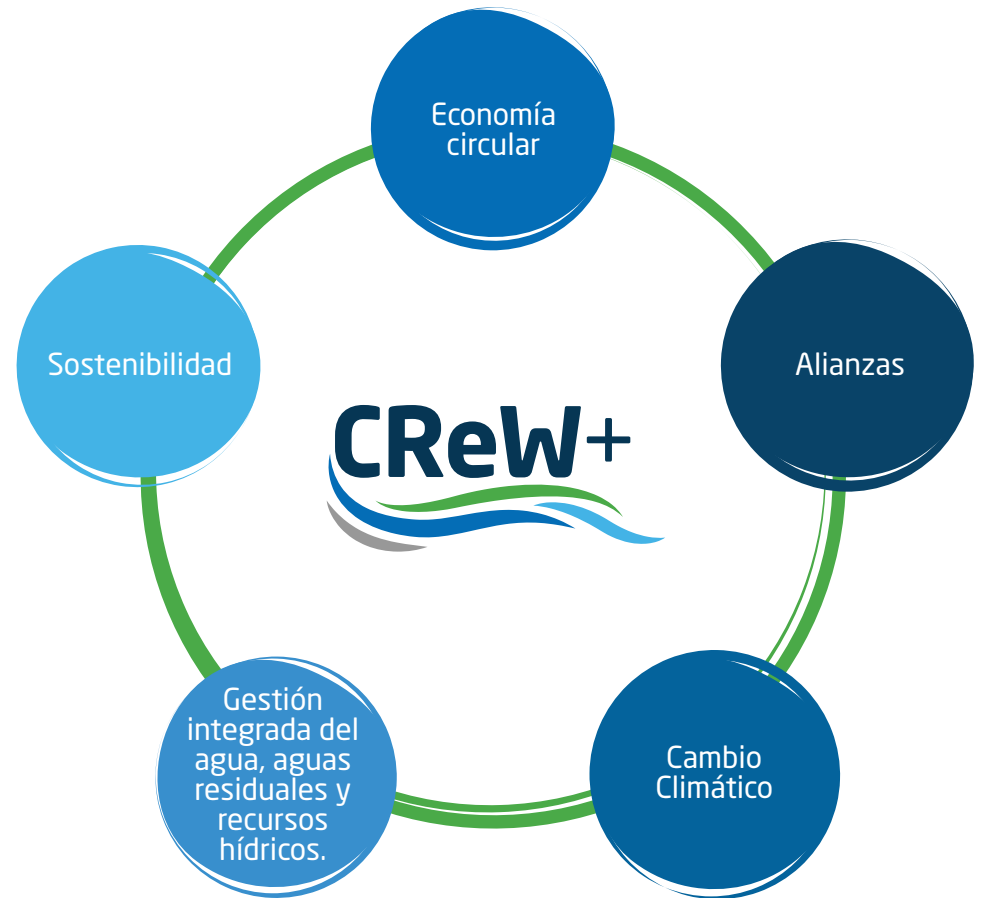 Economía
circular
Sostenibilidad
Alianzas
CReW+
Gestión
integrada del
agua, aguas
residuales y
recursos
hídricos.
Cambio
Climático